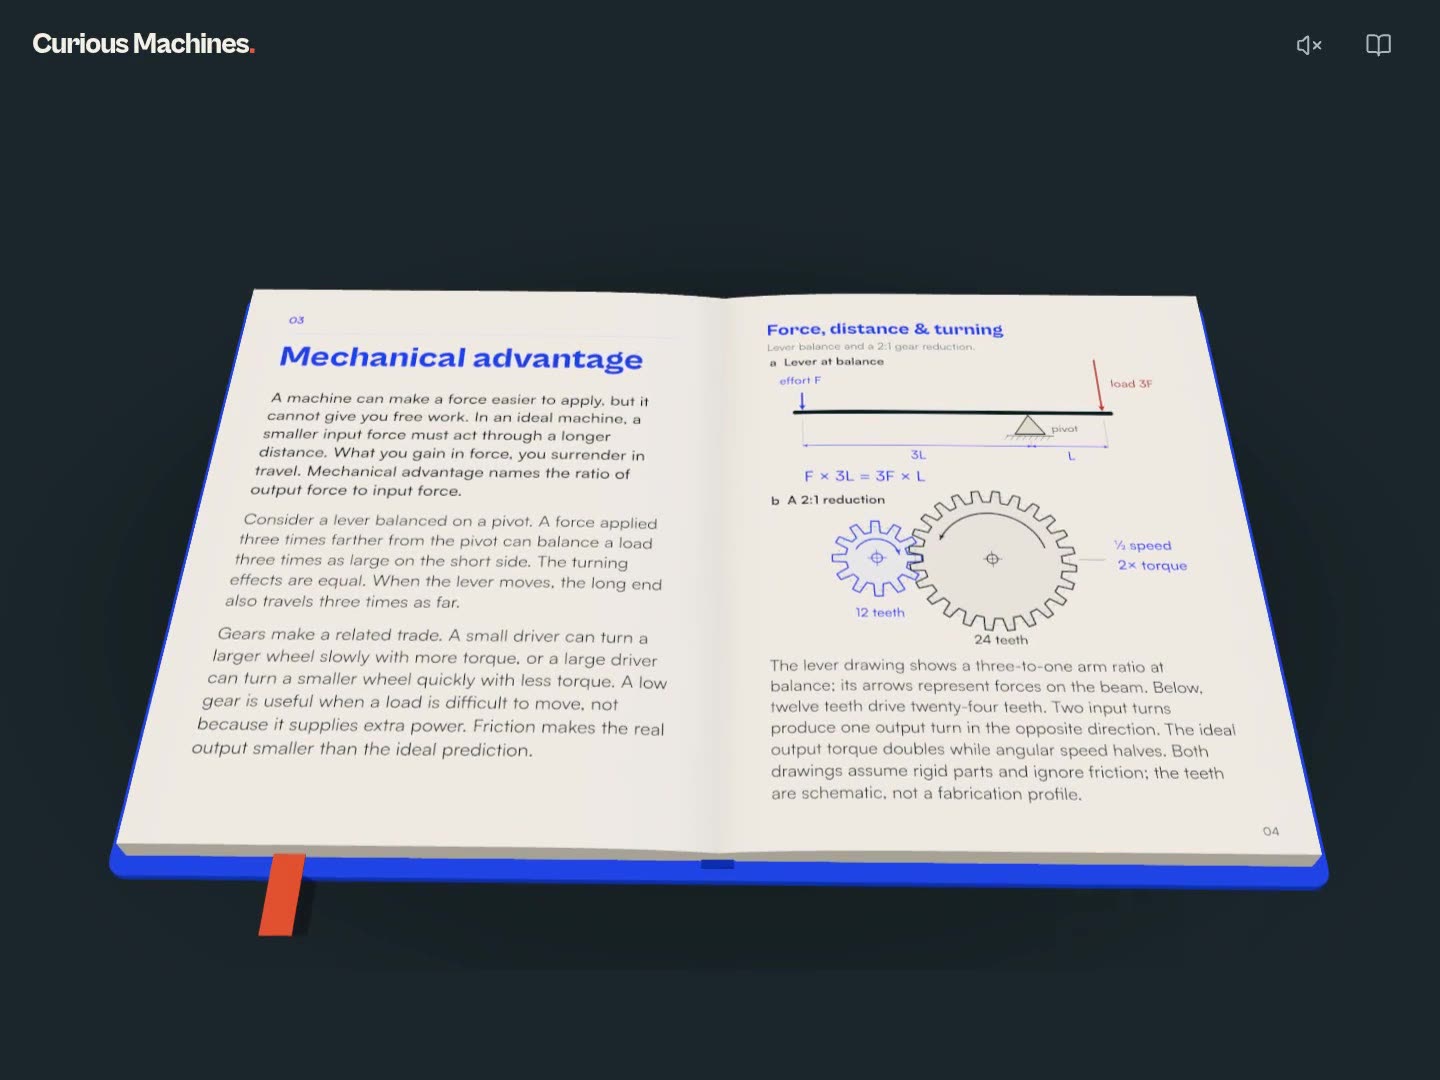 Curious Machines.
03
Mechanical advantage
A machine can make a force easier to apply, but it
cannot give you free work. In an ideal machine, a
smaller input force must act through a longer
distance. What you gain in force, you surrender in
travel. Mechanical advantage names the ratio of
output force to input force.
Consider a lever balanced on a pivot. A force applied
three times farther from the pivot can balance a load
three times as large on the short side. The turning
effects are equal. When the lever moves, the long end
also travels three times as far.
Gears make a related trade. A small driver can turn a
larger wheel slowly with more torque, or a large driver
can turn a smaller wheel quickly with less torque. A low
gear is useful when a load is difficult to move, not
because it supplies extra power. Friction makes the real
output smaller than the ideal prediction.
Force, distance & turning
Lever balance and a 2:1 gear reduction.
a Lever at balance
effort F
load 3F
pivot
3L
L
F × 3L = 3F × L
b A 2:1 reduction
½ speed
2× torque
12 teeth
24 teeth
The lever drawing shows a three-to-one arm ratio at
balance; its arrows represent forces on the beam. Below,
twelve teeth drive twenty-four teeth. Two input turns
produce one output turn in the opposite direction. The ideal
output torque doubles while angular speed halves. Both
drawings assume rigid parts and ignore friction; the teeth
are schematic, not a fabrication profile.
04